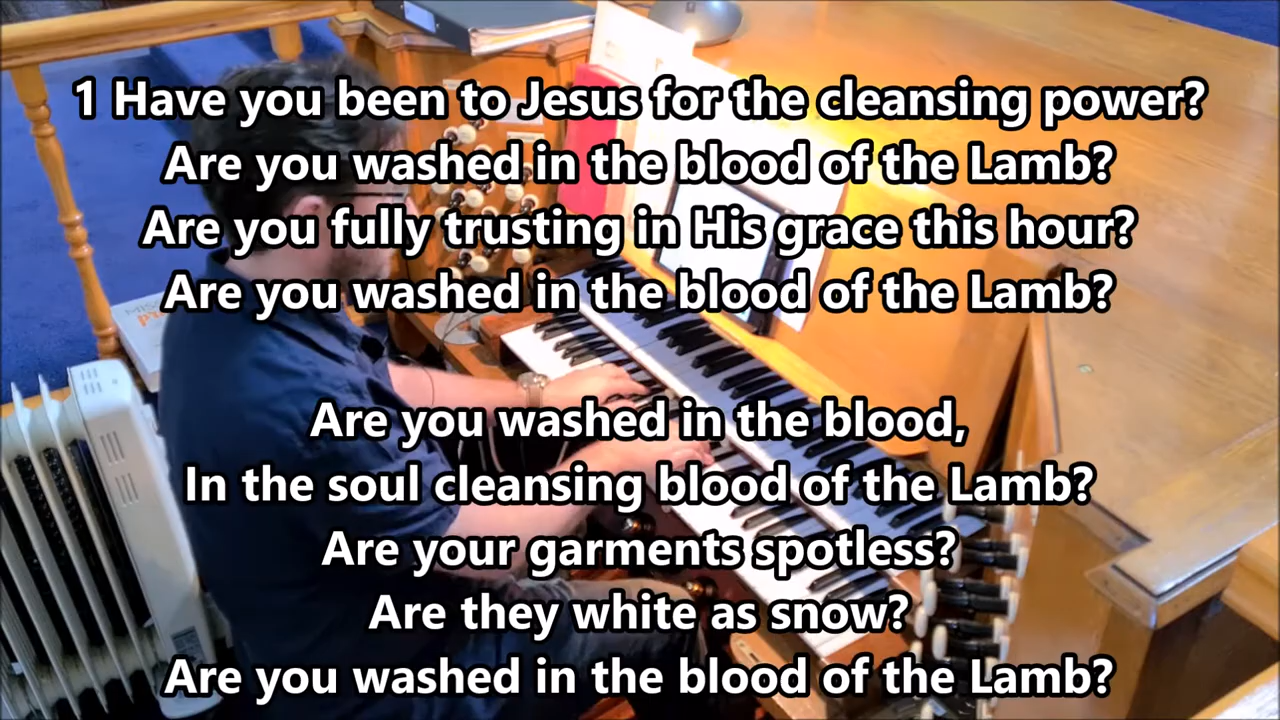 1 Have you been to Jesus for the cleansing power?
Are you washed in the blood of the Lamb?
Are you fully trusting in His grace this hour?
Are you washed in the blood of the Lamb?
Are you washed in the blood,
In the soul cleansing blood of the Lamb?
Are your garments spotless?
Are they white as snow?
Are you washed in the blood of the Lamb?